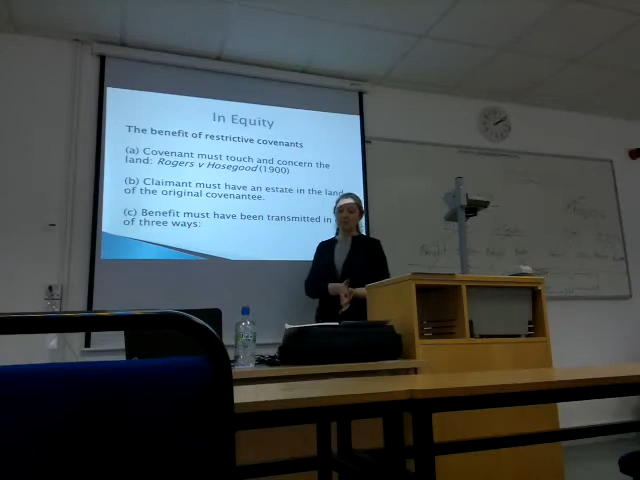 In Equity
The benefit of restrictive covenants
(a) Covenant must touch and concern the
land: Rogers v Hosegood (1900)
(b) Claimant must have an estate in the land
of the original covenantee.
(c) Benefit must have been transmitted in
of three ways: